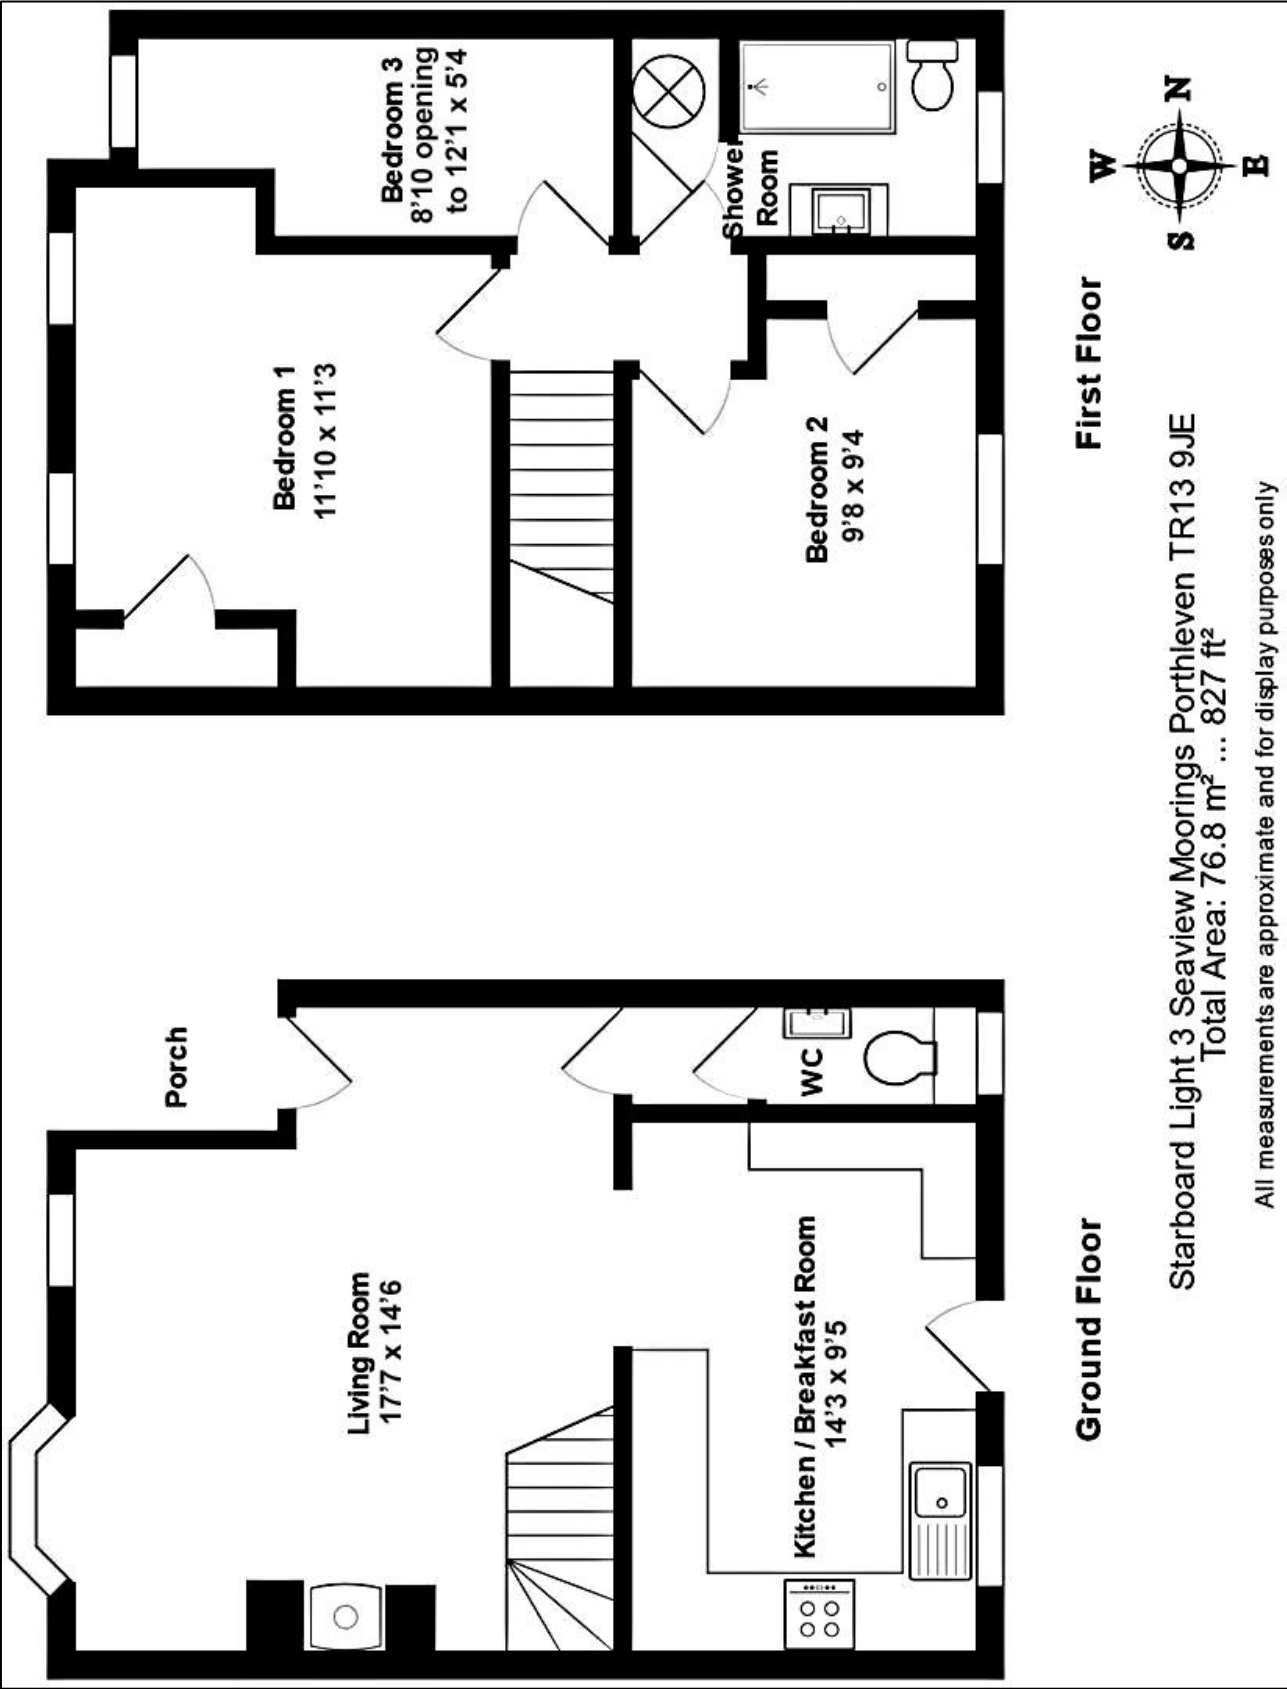 Porch
Living Room
17'7 x 14'6
Kitchen / Breakfast Room
14'3 x 9'5
WC
Ground Floor
Bedroom 1
11'10 x 11'3
Bedroom 3
8'10 opening
to 12'1 x 5'4
Shower
Room
Bedroom 2
9'8 x 9'4
First Floor
N
W
E
S
Starboard Light 3 Seaview Moorings Porthleven TR13 9JE
Total Area: 76.8 m² ... 827 ft²
All measurements are approximate and for display purposes only